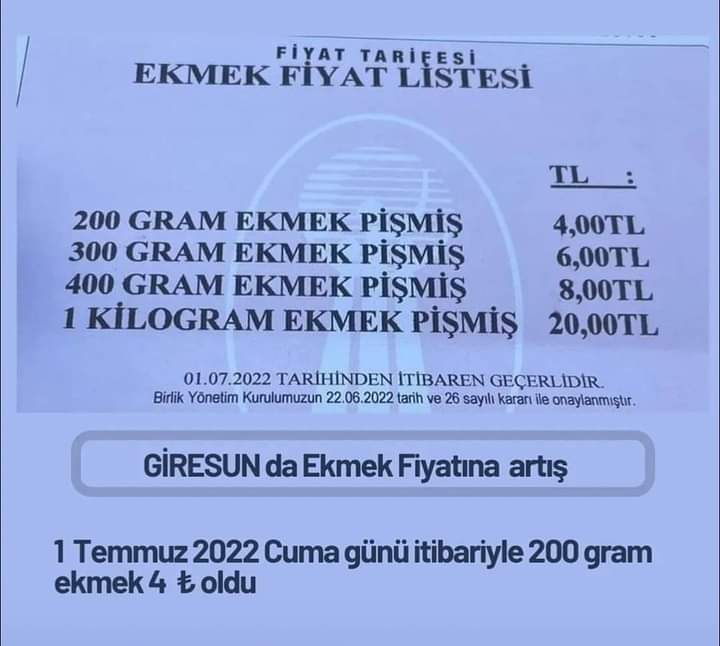 FİYAT TARİFESİ
EKMEK FİYAT LİSTESİ
TL :
200 GRAM EKMEK PİŞMİŞ 4,00TL
300 GRAM EKMEK PİŞMİŞ 6,00TL
400 GRAM EKMEK PİŞMİŞ 8,00TL
1 KİLOGRAM EKMEK PİŞMİŞ 20,00TL
01.07.2022 TARİHİNDEN İTİBAREN GEÇERLİDİR.
Birlik Yönetim Kurulumuzun 22.06.2022 tarih ve 26 sayılı kararı ile onaylanmıştır.
GİRESUN da Ekmek Fiyatına artış
1 Temmuz 2022 Cuma günü itibariyle 200 gram
ekmek 4 ₺ oldu